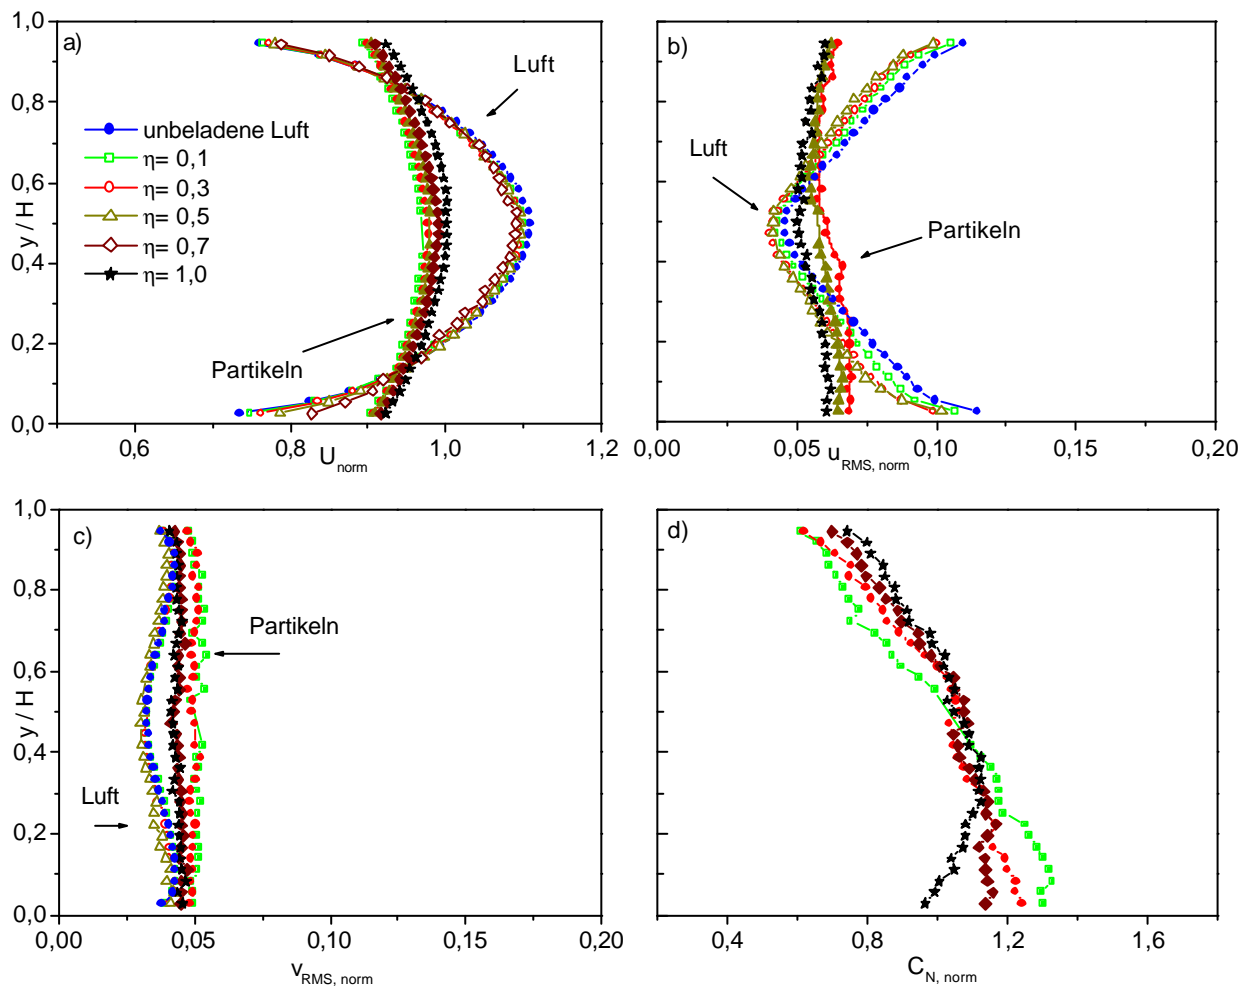 a)
1,0
0,8
0,6
0,4
0,2
0,0
y / H
Luft
unbeladene Luft
η= 0,1
η= 0,3
η= 0,5
η= 0,7
η= 1,0
Partikeln
0,6
0,8
1,0
1,2
U norm
b)
Luft
Partikeln
0,00
0,05
0,10
0,15
0,20
u RMS, norm
c)
1,0
0,8
0,6
0,4
0,2
0,0
y / H
Partikeln
Luft
0.00
0,05
0,10
0,15
0,20
v RMS, norm
d)
0,4
0,8
1,2
1,6
C N, norm